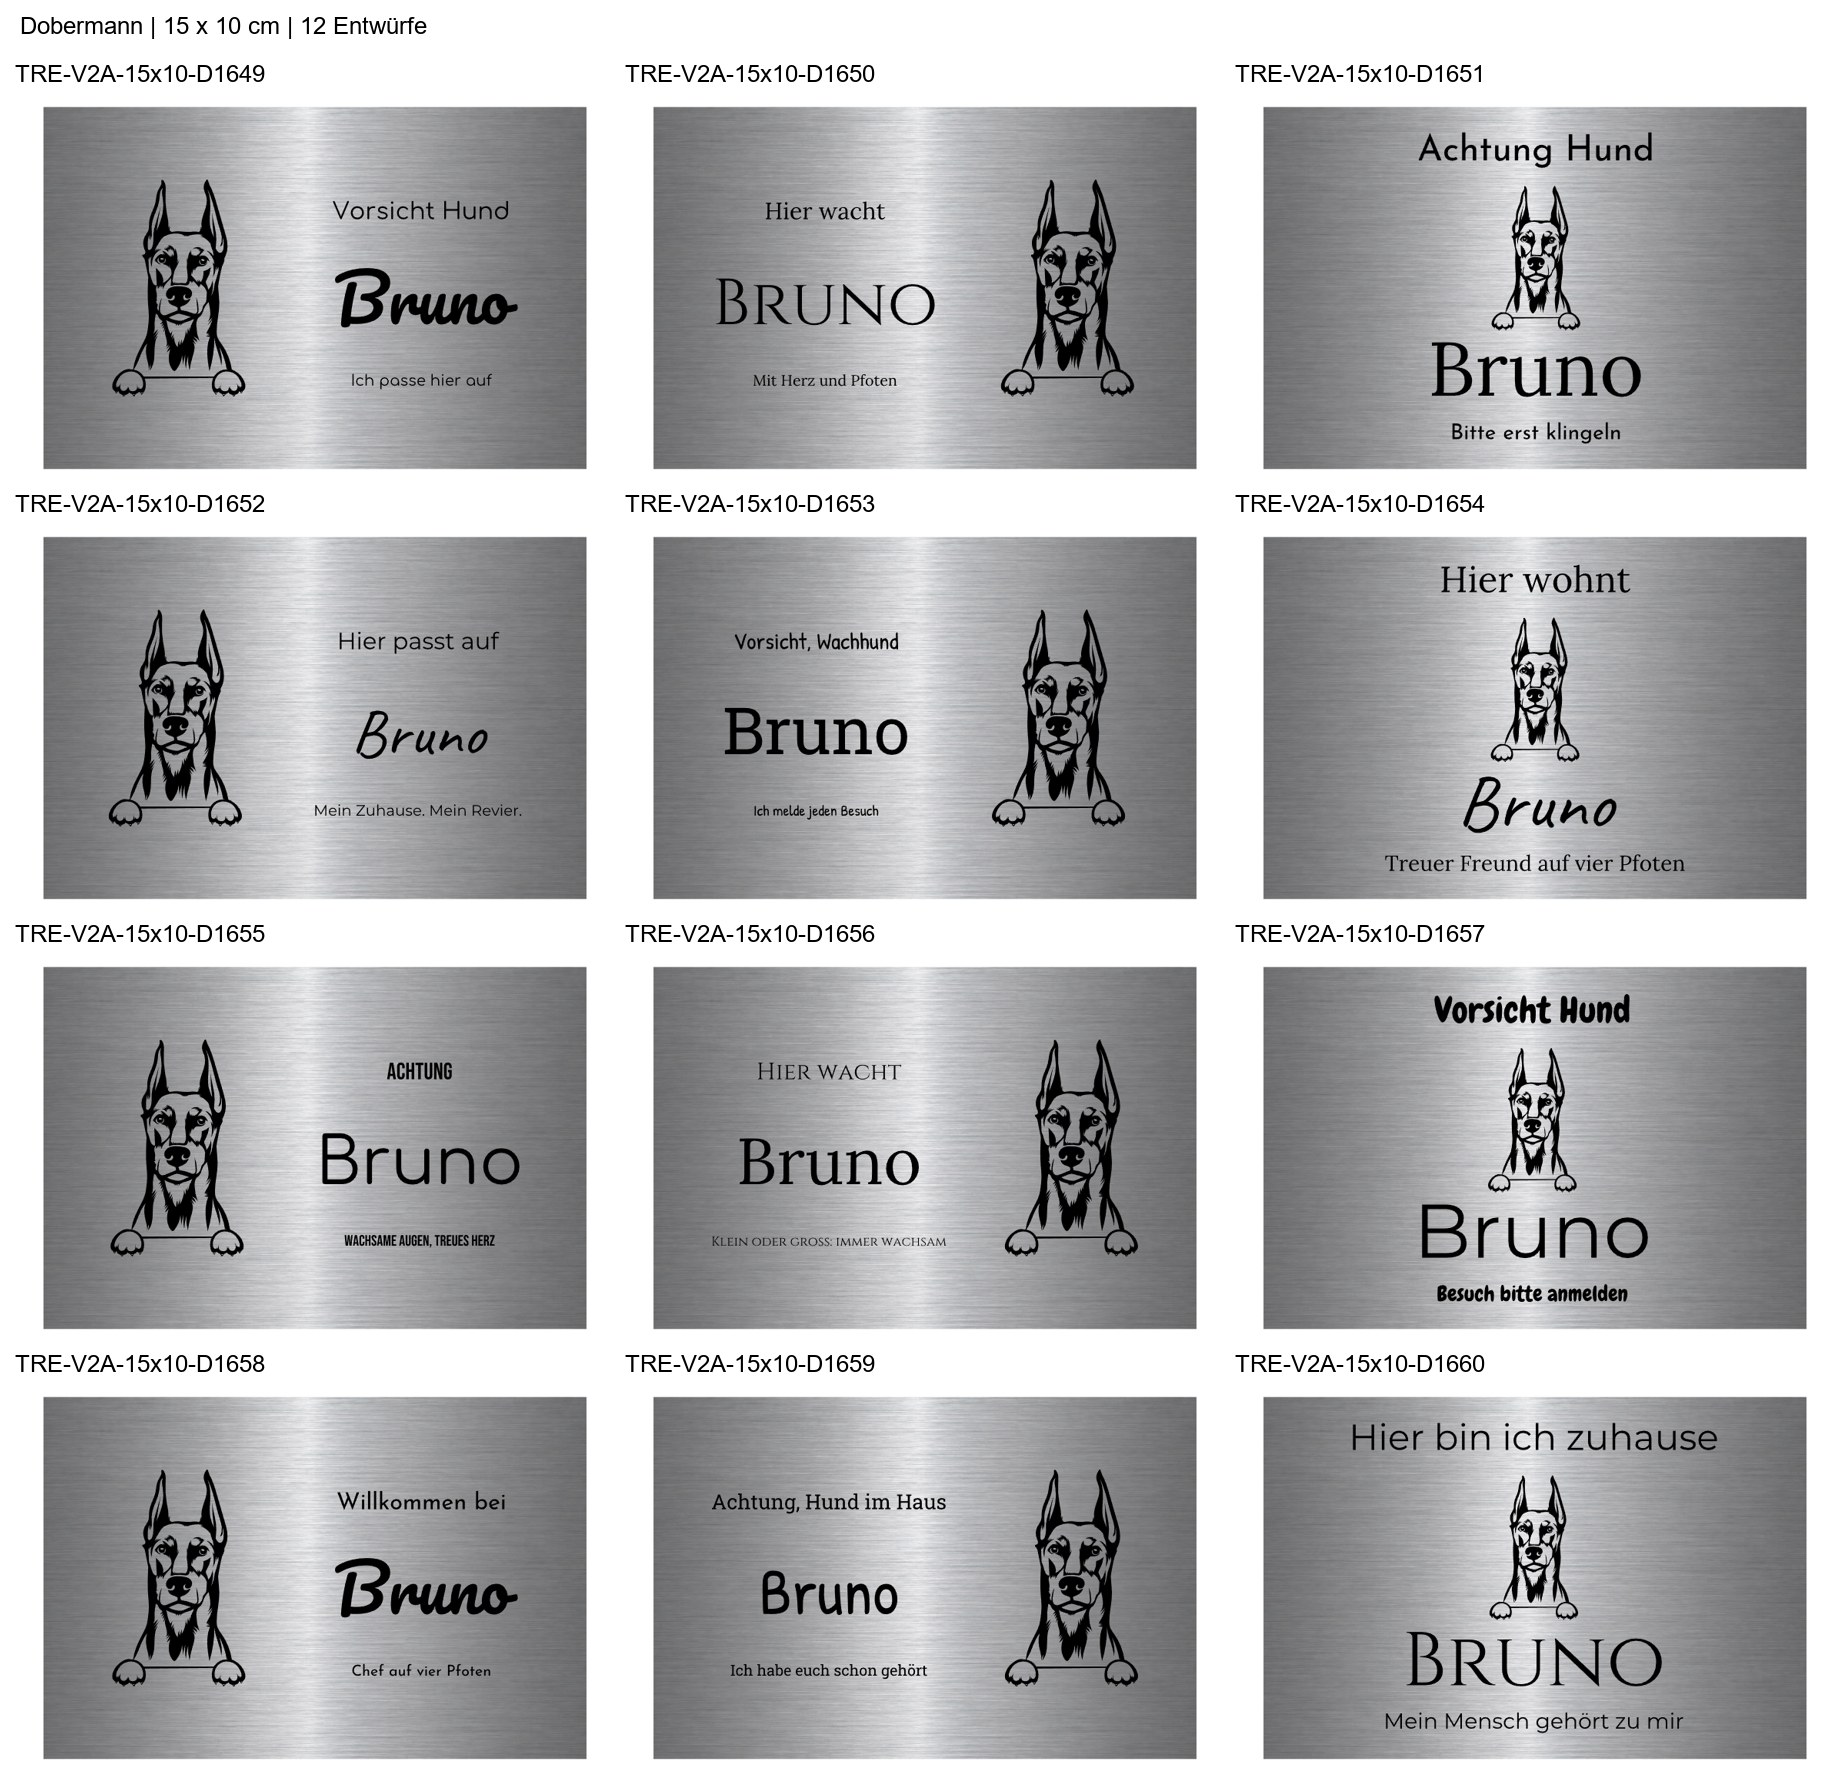 Dobermann | 15 x 10 cm | 12 Entwürfe
TRE-V2A-15x10-D1649
Vorsicht Hund
Bruno
Ich passe hier auf
TRE-V2A-15x10-D1650
Hier wacht
BRUNO
Mit Herz und Pfoten
TRE-V2A-15x10-D1651
Achtung Hund
Bruno
Bitte erst klingeln
TRE-V2A-15x10-D1652
Hier passt auf
Bruno
Mein Zuhause. Mein Revier.
TRE-V2A-15x10-D1653
Vorsicht, Wachhund
Bruno
Ich melde jeden Besuch
TRE-V2A-15x10-D1654
Hier wohnt
Bruno
Treuer Freund auf vier Pfoten
TRE-V2A-15x10-D1655
ACHTUNG
Bruno
WACHSAME AUGEN, TREUES HERZ
TRE-V2A-15x10-D1656
HIER WACHT
Bruno
KLEIN ODER GROSS: IMMER WACHSAM
TRE-V2A-15x10-D1657
Vorsicht Hund
Bruno
Besuch bitte anmelden
TRE-V2A-15x10-D1658
Willkommen bei
Bruno
Chef auf vier Pfoten
TRE-V2A-15x10-D1659
Achtung, Hund im Haus
Bruno
Ich habe euch schon gehört
TRE-V2A-15x10-D1660
Hier bin ich zuhause
BRUNO
Mein Mensch gehört zu mir